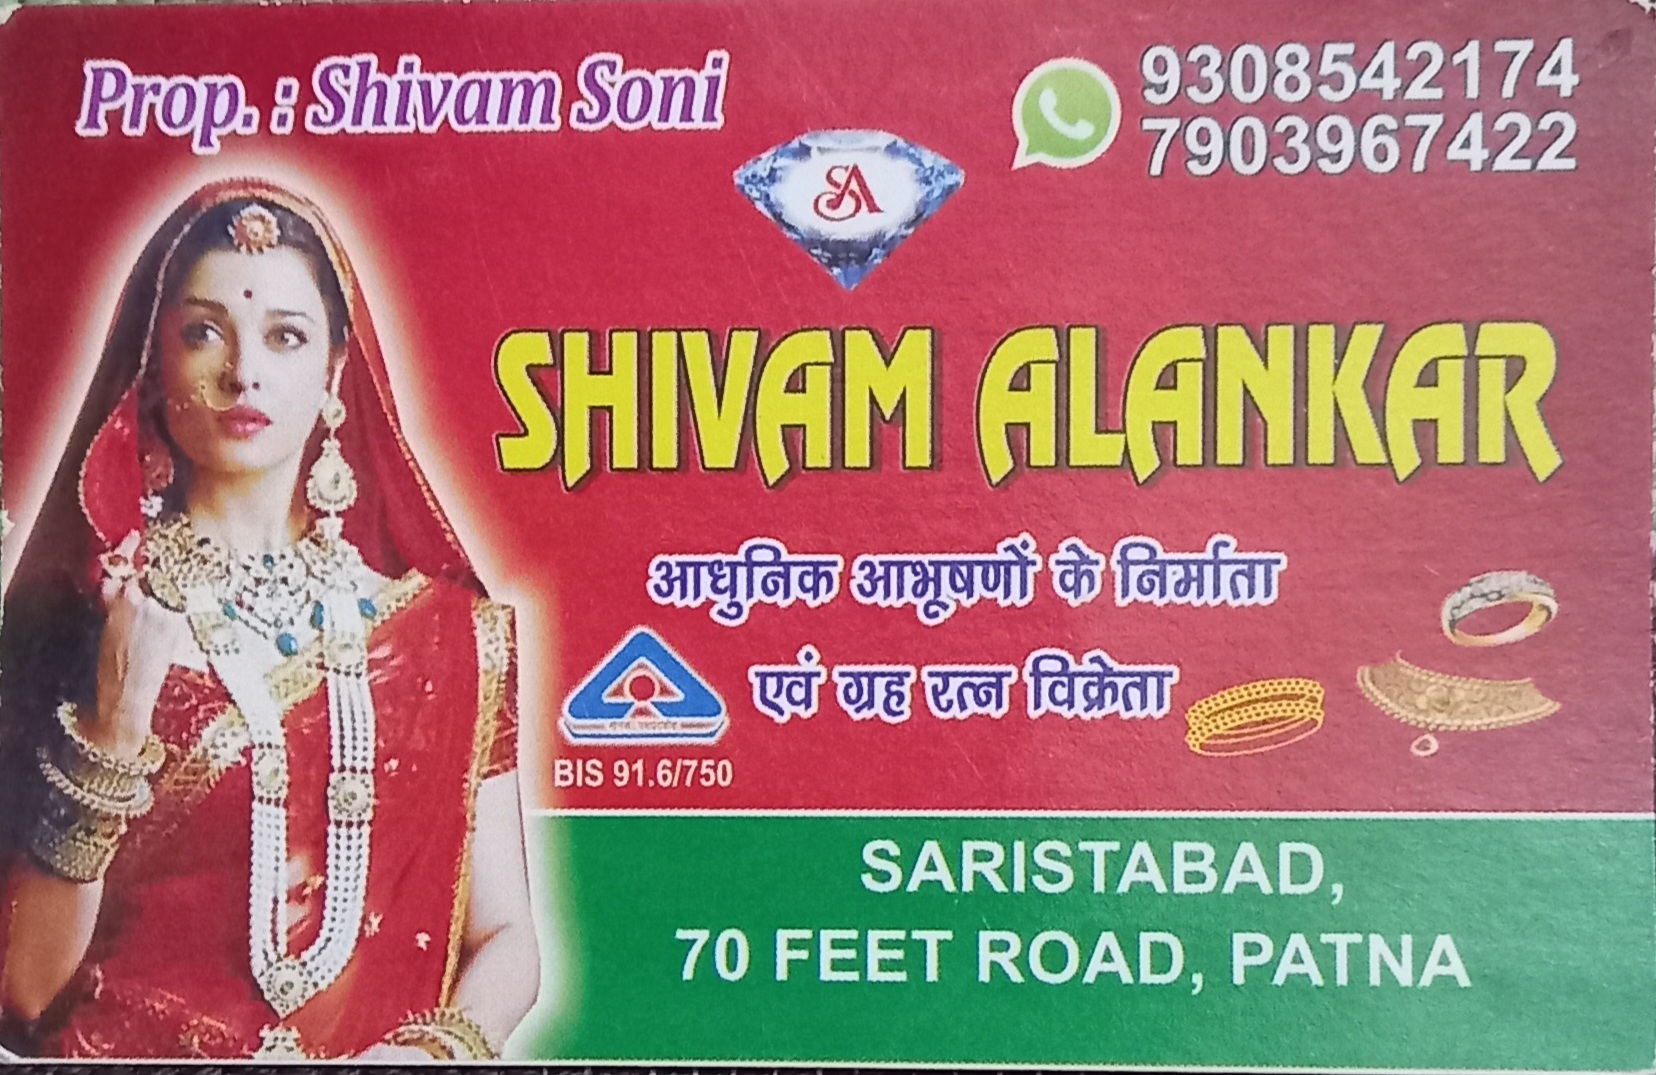 Prop. : Shivam Soni
9308542174
7903967422
SA
SHIVAM ALANKAR
आधुनिक आभूषणों के निर्माता
एवं ग्रह रत्न विक्रेता
BIS 91.6/750
SARISTABAD,
70 FEET ROAD, PATNA